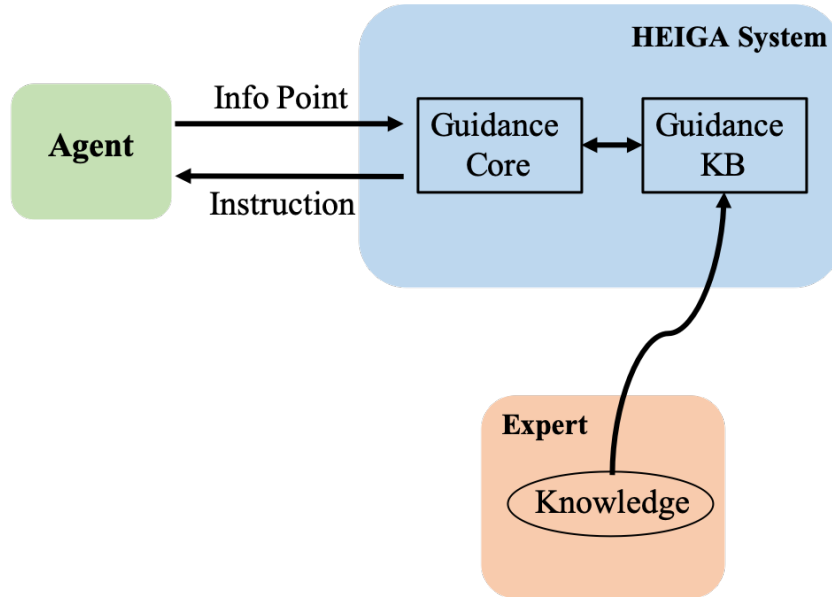 HEIGA System
Info Point
Agent
Instruction
Guidance
Core
Guidance
KB
Expert
Knowledge